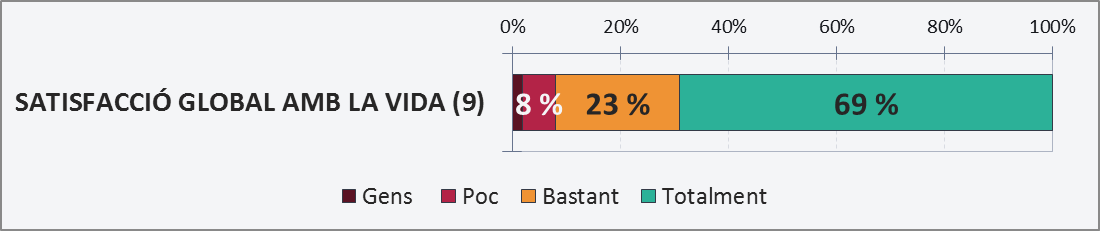 0% 20% 40% 60% 80% 100%
SATISFACCIÓ GLOBAL AMB LA VIDA (9) 8 % 23 % 69 %
Gens Poc Bastant Totalment